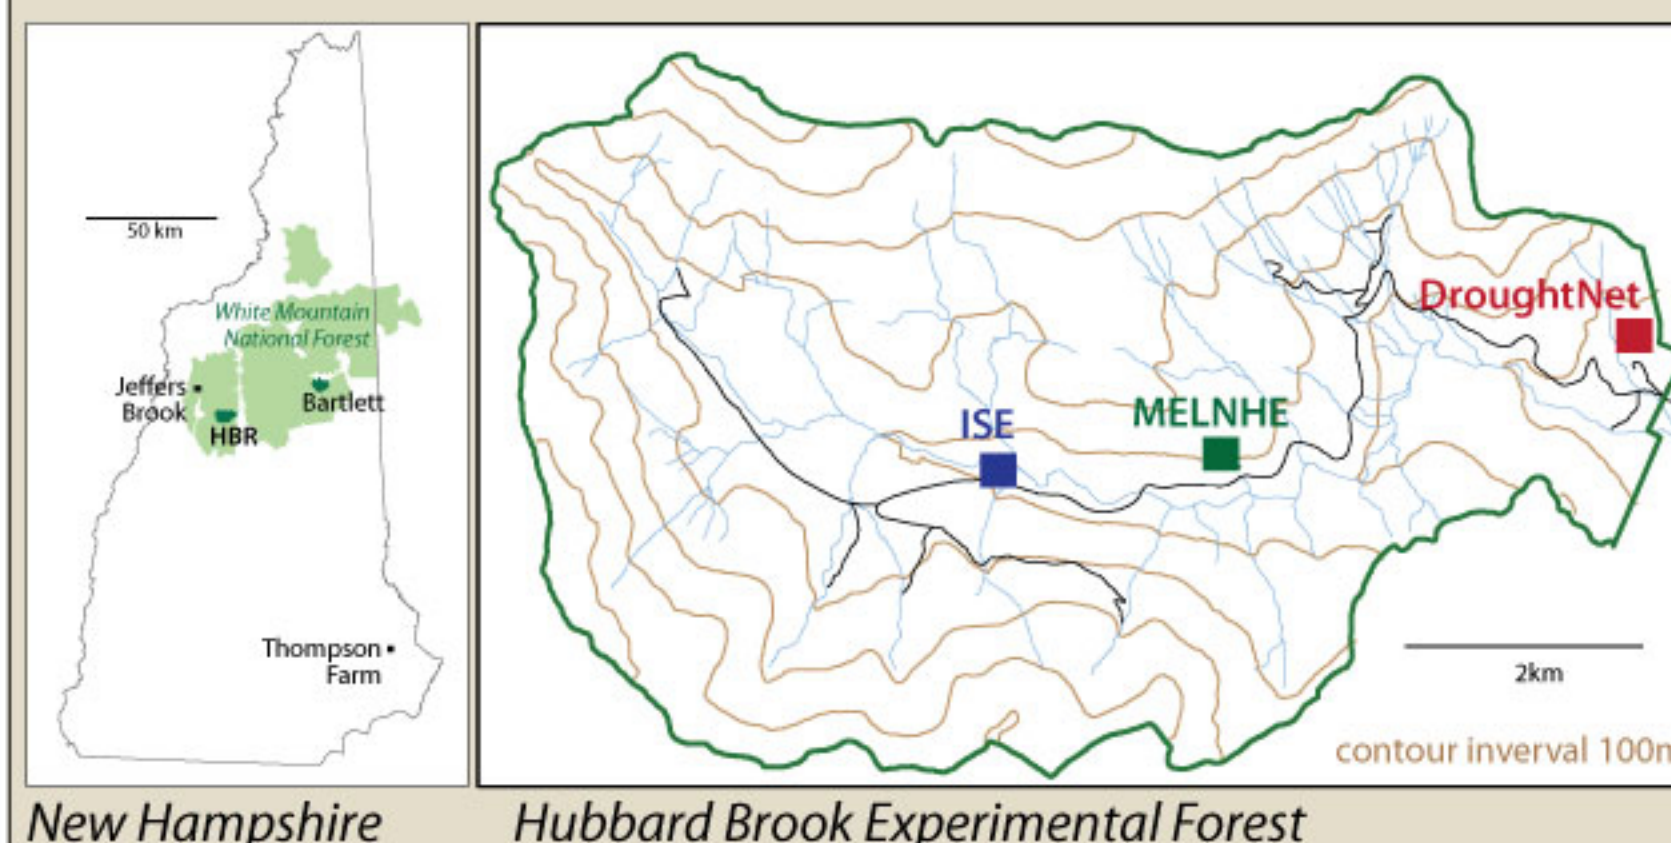 50 km
White Mountain
National Forest
Jeffers
Brook
HBR
Bartlett
Thompson
Farm
New Hampshire
DroughtNet
ISE
MELNHE
2km
contour inverval 100m
Hubbard Brook Experimental Forest